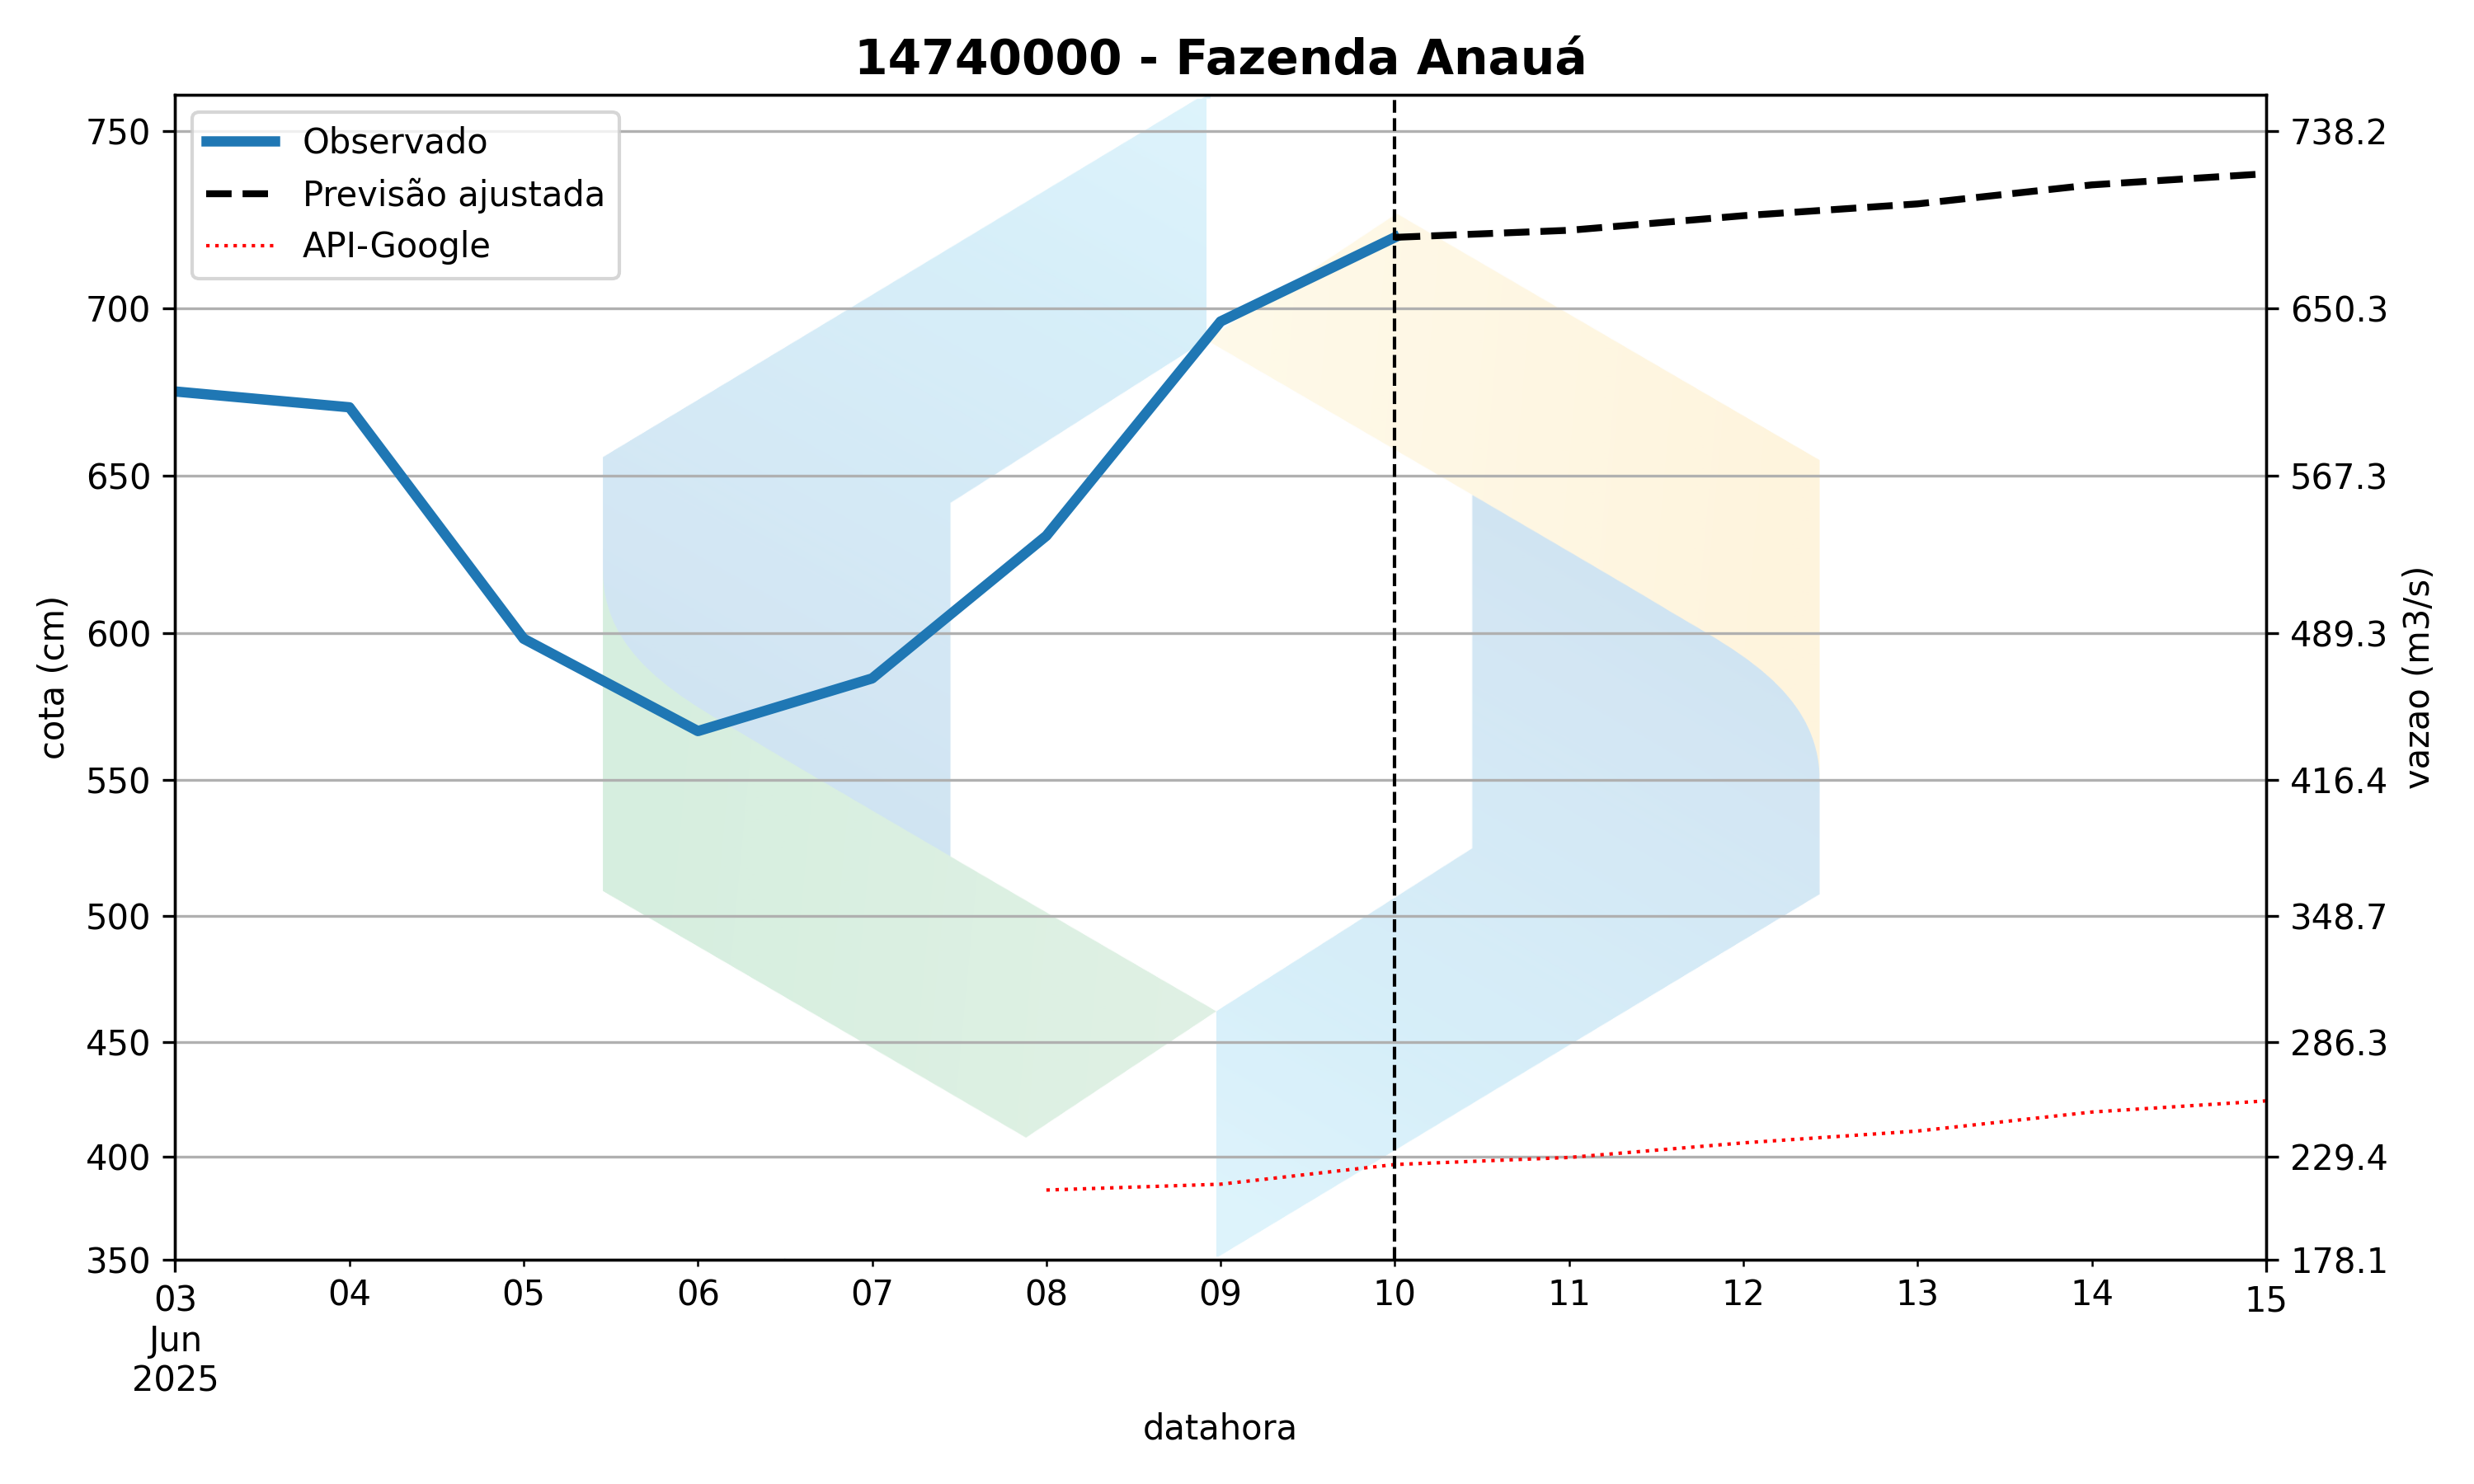 14740000 - Fazenda Anauá
Observado
Previsão ajustada
API-Google
750
700
650
600
550
500
450
400
350
cota (cm)
738.2
650.3
567.3
489.3
416.4
348.7
286.3
229.4
178.1
vazao (m3/s)
03 04 05 06 07 08 09 10 11 12 13 14 15
Jun
2025
datahora